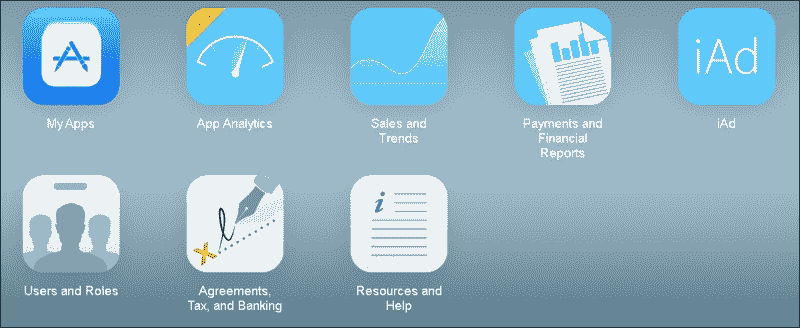 iAd
My Apps
App Analytics
Sales and
Trends
Payments and
Financial
Reports
iAd
Users and Roles
Agreements,
Tax, and Banking
Resources and
Help